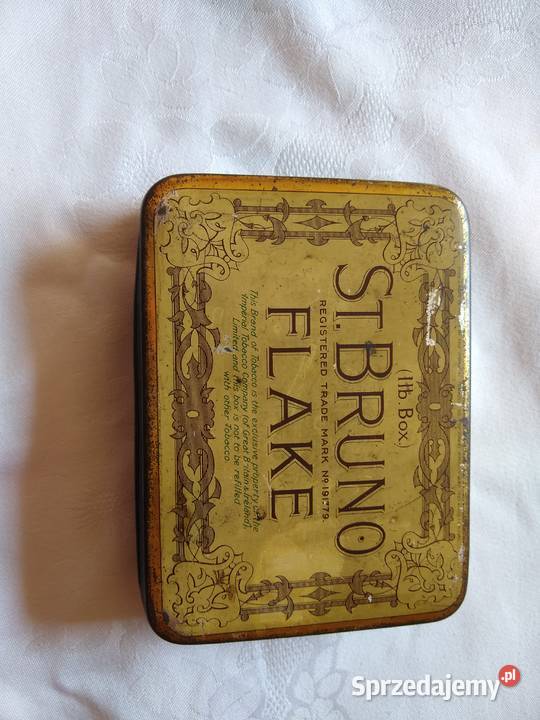 (1lb. Box.)
ST. BRUNO
REGISTERED TRADE MARK Nº 191-79.
FLAKE
This Brand of Tobacco is the exclusive property of the
Imperial Tobacco Company (of Great Britain & Ireland),
Limited and this box is not to be refilled
with other Tobacco.
Sprzedajemy.pl